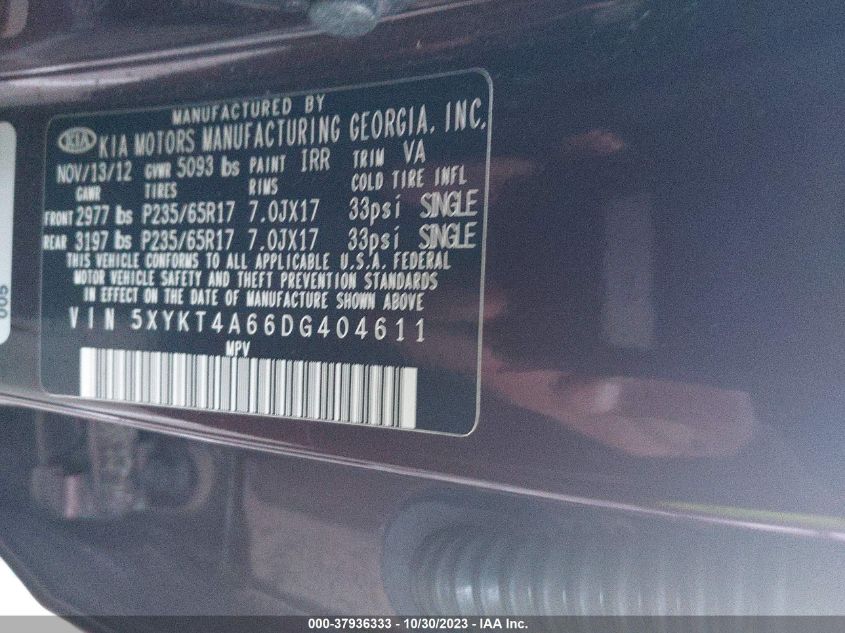 MANUFACTURED BY
KIA KIA MOTORS MANUFACTURING GEORGIA, INC.
NOV/13/12 GVWR 5093 lbs PAINT IRR TRIM VA
GAWR TIRES RIMS COLD TIRE INFL
FRONT 2977 lbs P235/65R17 7.0JX17 33psi SINGLE
REAR 3197 lbs P235/65R17 7.0JX17 33psi SINGLE
THIS VEHICLE CONFORMS TO ALL APPLICABLE U.S.A. FEDERAL
MOTOR VEHICLE SAFETY AND THEFT PREVENTION STANDARDS
IN EFFECT ON THE DATE OF MANUFACTURE SHOWN ABOVE
VIN 5XYKT4A66DG404611
MPV
005
000-37936333 - 10/30/2023 - IAA Inc.